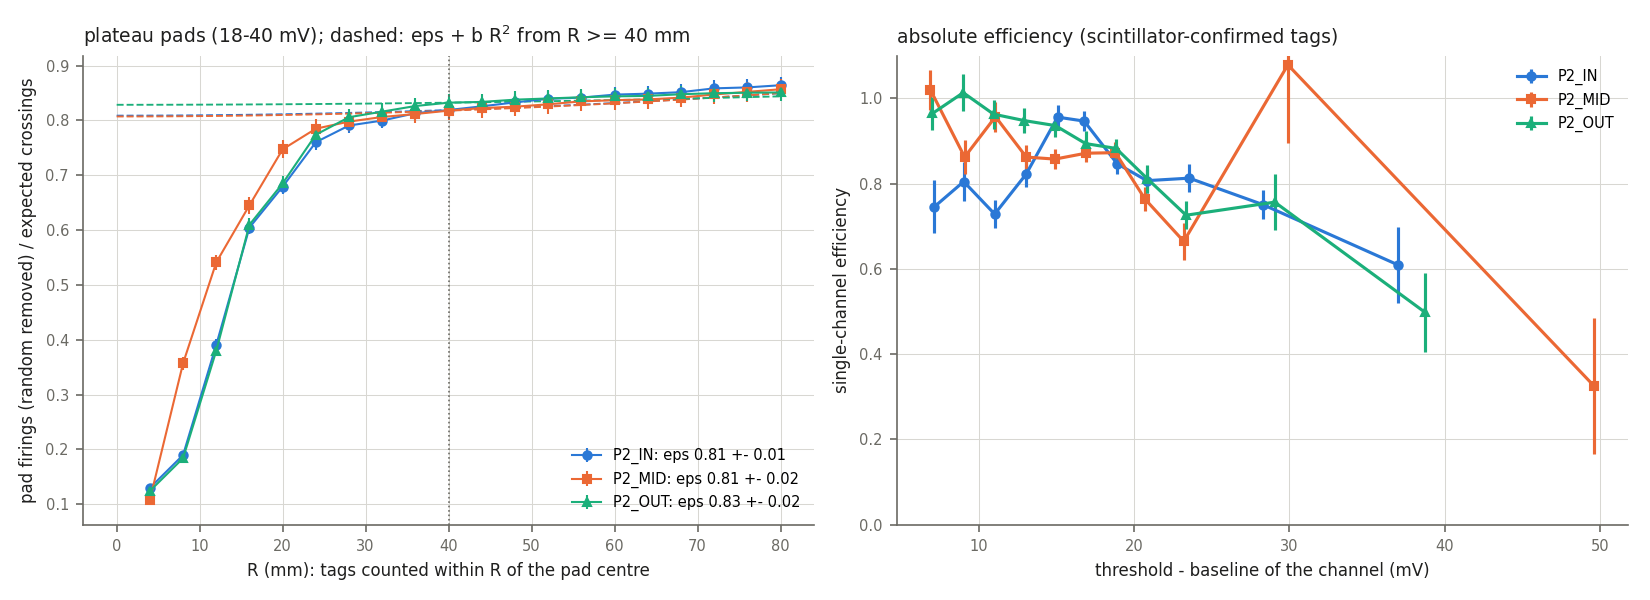 plateau pads (18-40 mV); dashed: eps + b R² from R >= 40 mm
pad firings (random removed) / expected crossings
0.9
0.8
0.7
0.6
0.5
0.4
0.3
0.2
0.1
P2_IN: eps 0.81 +- 0.01
P2_MID: eps 0.81 +- 0.02
P2_OUT: eps 0.83 +- 0.02
0 10 20 30 40 50 60 70 80
R (mm): tags counted within R of the pad centre
absolute efficiency (scintillator-confirmed tags)
single-channel efficiency
1.0
0.8
0.6
0.4
0.2
0.0
P2_IN
P2_MID
P2_OUT
10 20 30 40 50
threshold - baseline of the channel (mV)